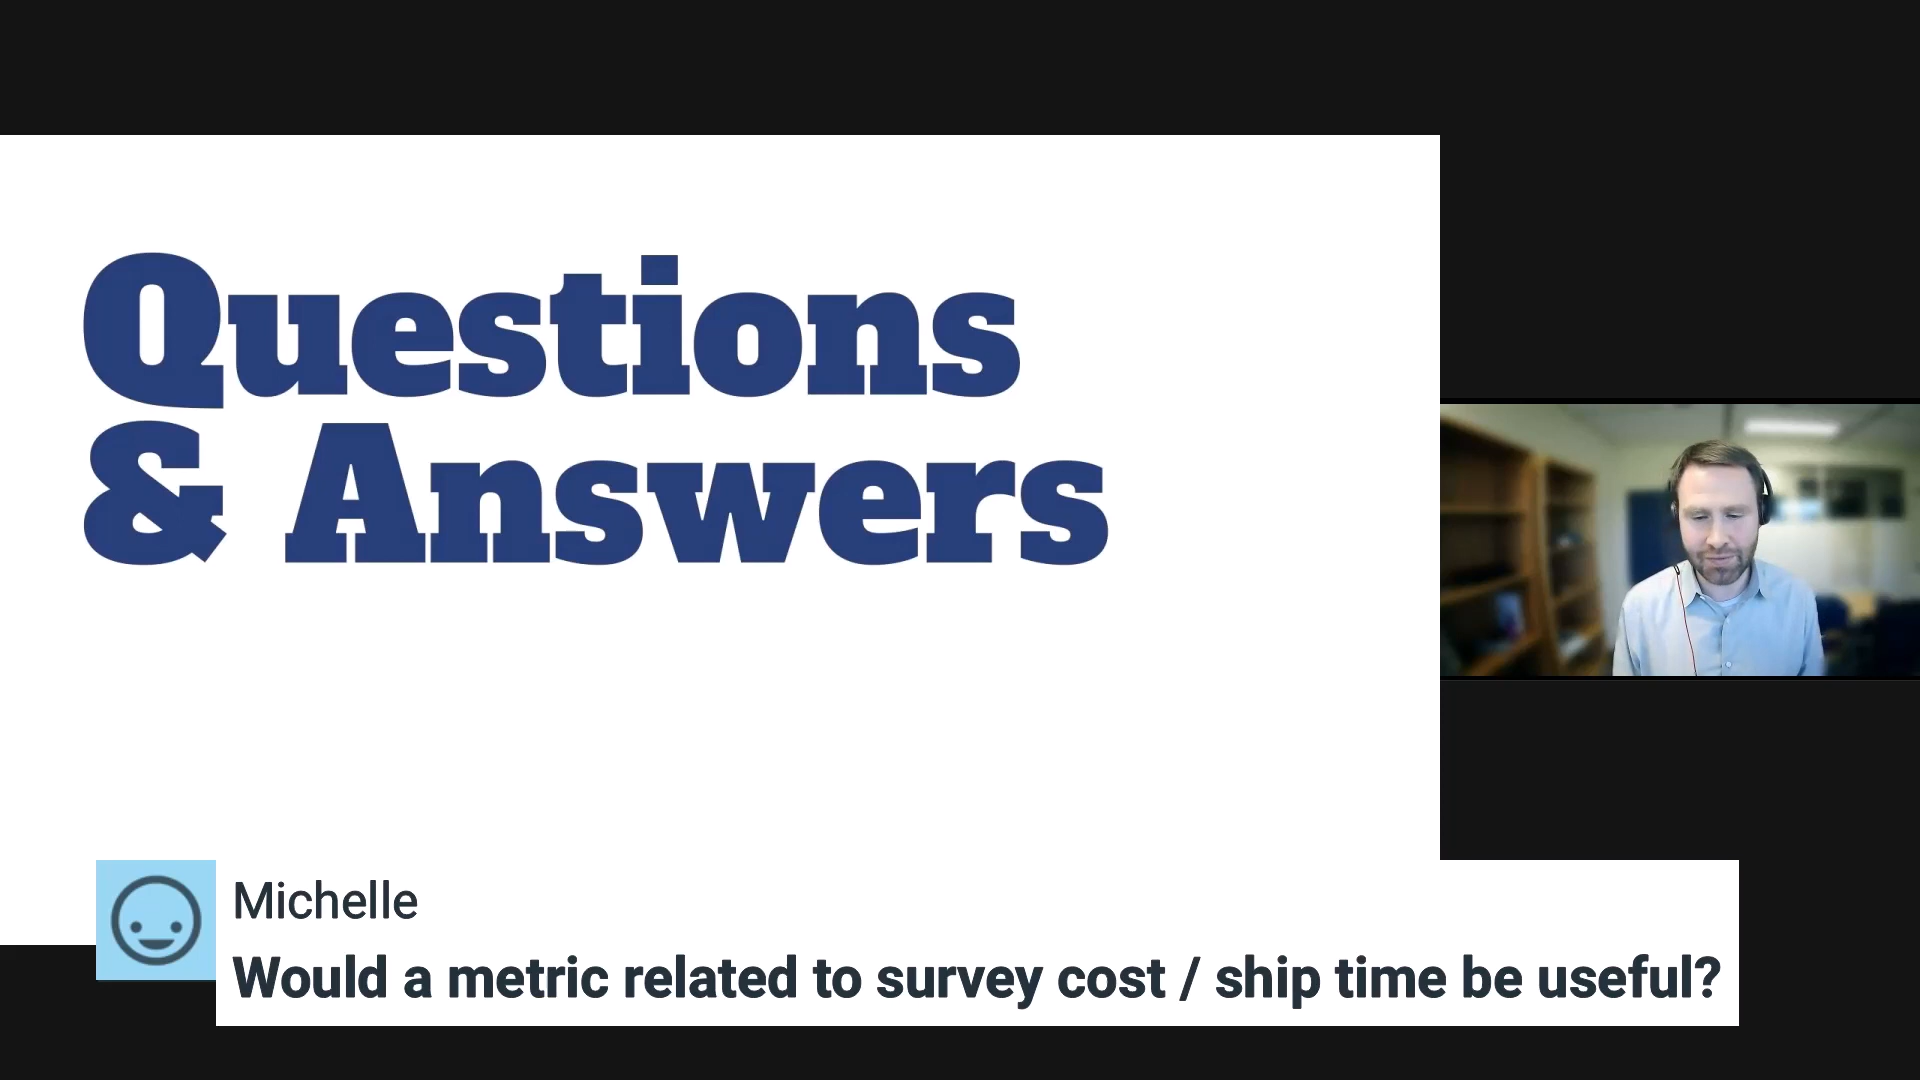 Questions
& Answers
Michelle
Would a metric related to survey cost / ship time be useful?